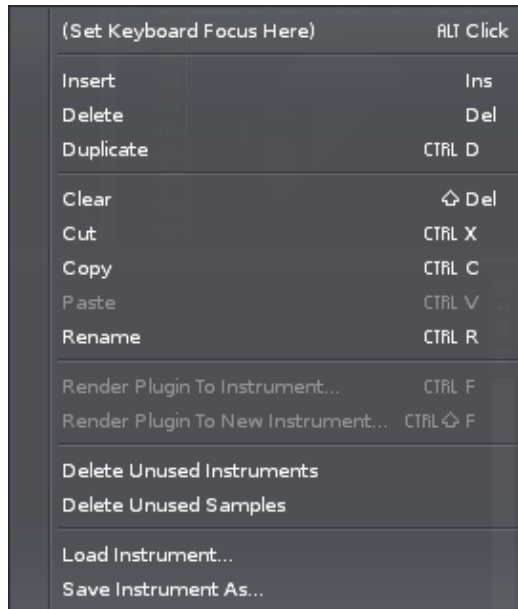 (Set Keyboard Focus Here) ALT Click
Insert Ins
Delete Del
Duplicate CTRL D
Clear ⇧ Del
Cut CTRL X
Copy CTRL C
Paste CTRL V
Rename CTRL R
Render Plugin To Instrument... CTRL F
Render Plugin To New Instrument... CTRL ⇧ F
Delete Unused Instruments
Delete Unused Samples
Load Instrument...
Save Instrument As...